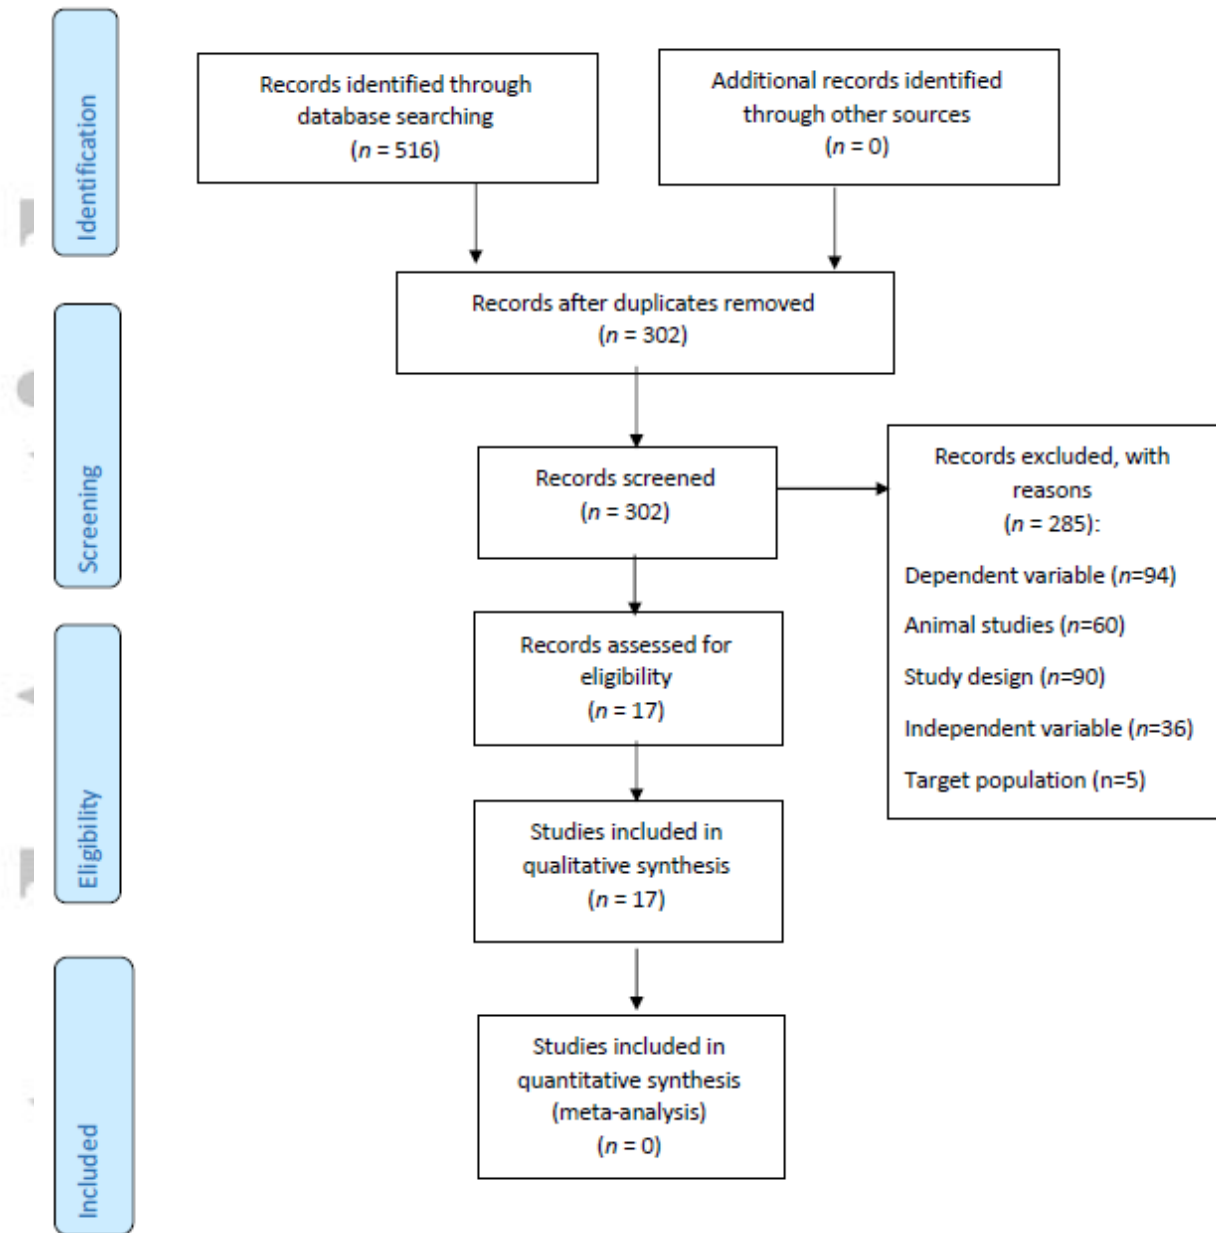 Identification
Records identified through
database searching
(n = 516)
Additional records identified
through other sources
(n = 0)
Records after duplicates removed
(n = 302)
Screening
Records screened
(n = 302)
Records excluded, with
reasons
(n = 285):
Dependent variable (n=94)
Animal studies (n=60)
Study design (n=90)
Independent variable (n=36)
Target population (n=5)
Eligibility
Records assessed for
eligibility
(n = 17)
Studies included in
qualitative synthesis
(n = 17)
Included
Studies included in
quantitative synthesis
(meta-analysis)
(n = 0)